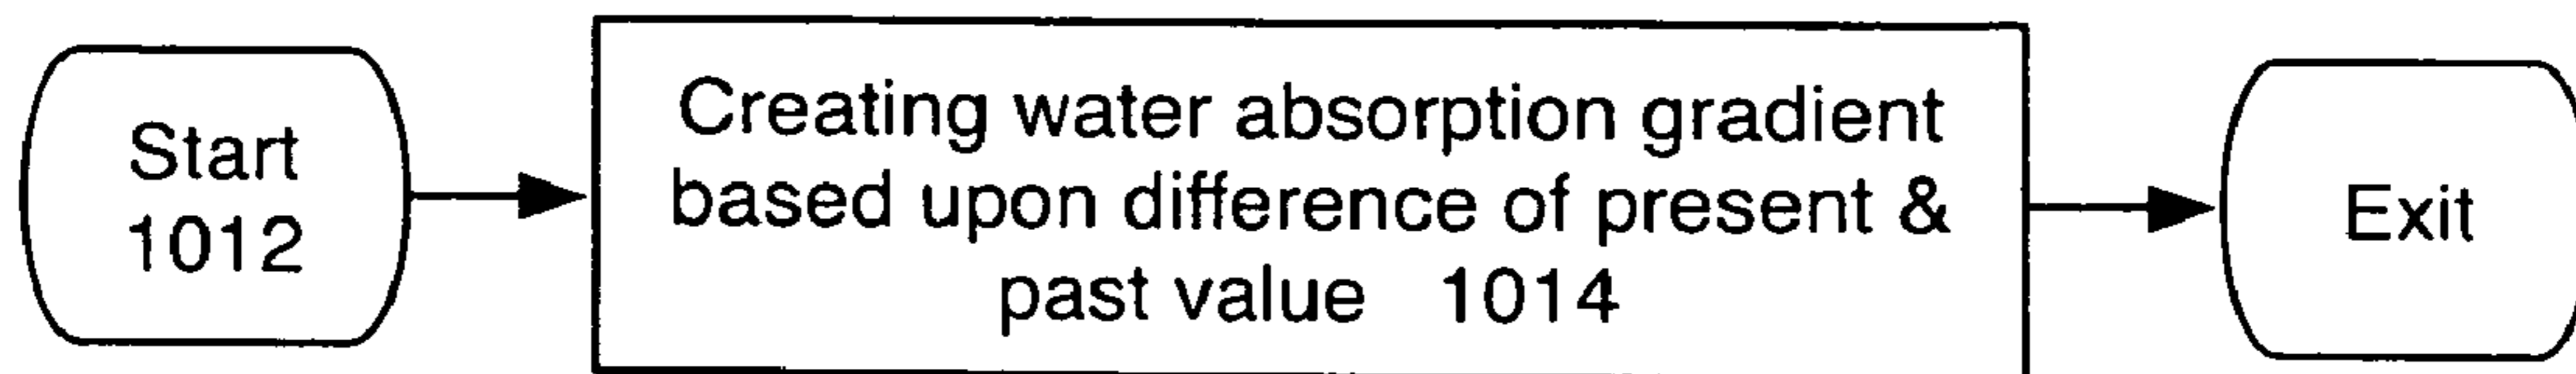 Start
1012
Creating water absorption gradient
based upon difference of present &
past value 1014
Exit